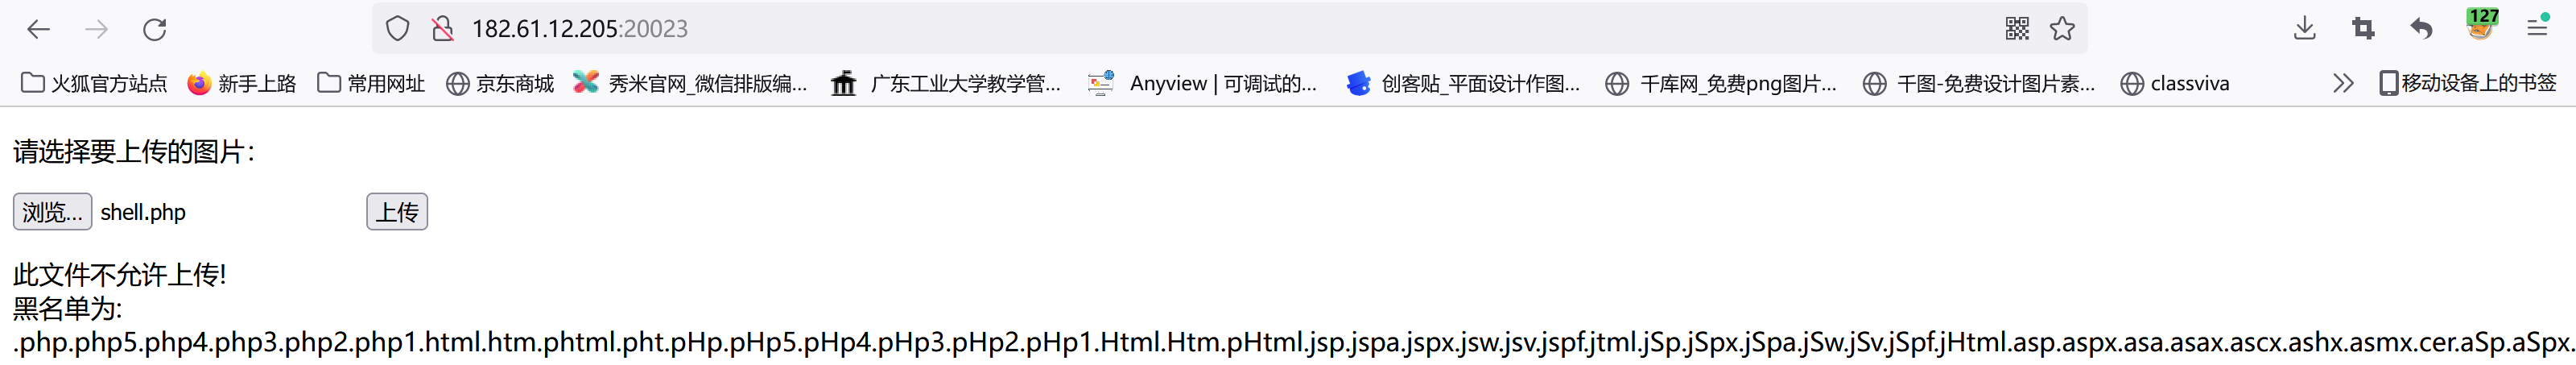 182.61.12.205:20023
127
火狐官方站点 新手上路 常用网址 京东商城 秀米官网_微信排版编... 广东工业大学教学管... Anyview | 可调试的... 创客贴_平面设计作图... 千库网_免费png图片... 千图-免费设计图片素... classviva 移动设备上的书签
请选择要上传的图片：
浏览... shell.php 上传
此文件不允许上传!
黑名单为:
.php.php5.php4.php3.php2.php1.html.htm.phtml.pht.pHp.pHp5.pHp4.pHp3.pHp2.pHp1.Html.Htm.pHtml.jsp.jspa.jspx.jsw.jsv.jspf.jtml.jSp.jSpx.jSpa.jSw.jSv.jSpf.jHtml.asp.aspx.asa.asax.ascx.ashx.asmx.cer.aSp.aSpx.